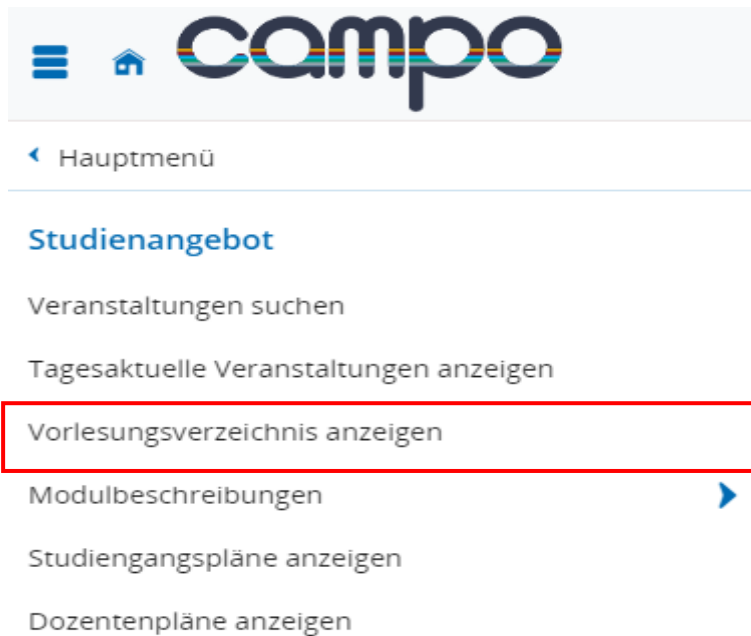 campo
Hauptmenü
Studienangebot
Veranstaltungen suchen
Tagesaktuelle Veranstaltungen anzeigen
Vorlesungsverzeichnis anzeigen
Modulbeschreibungen
Studiengangspläne anzeigen
Dozentenpläne anzeigen